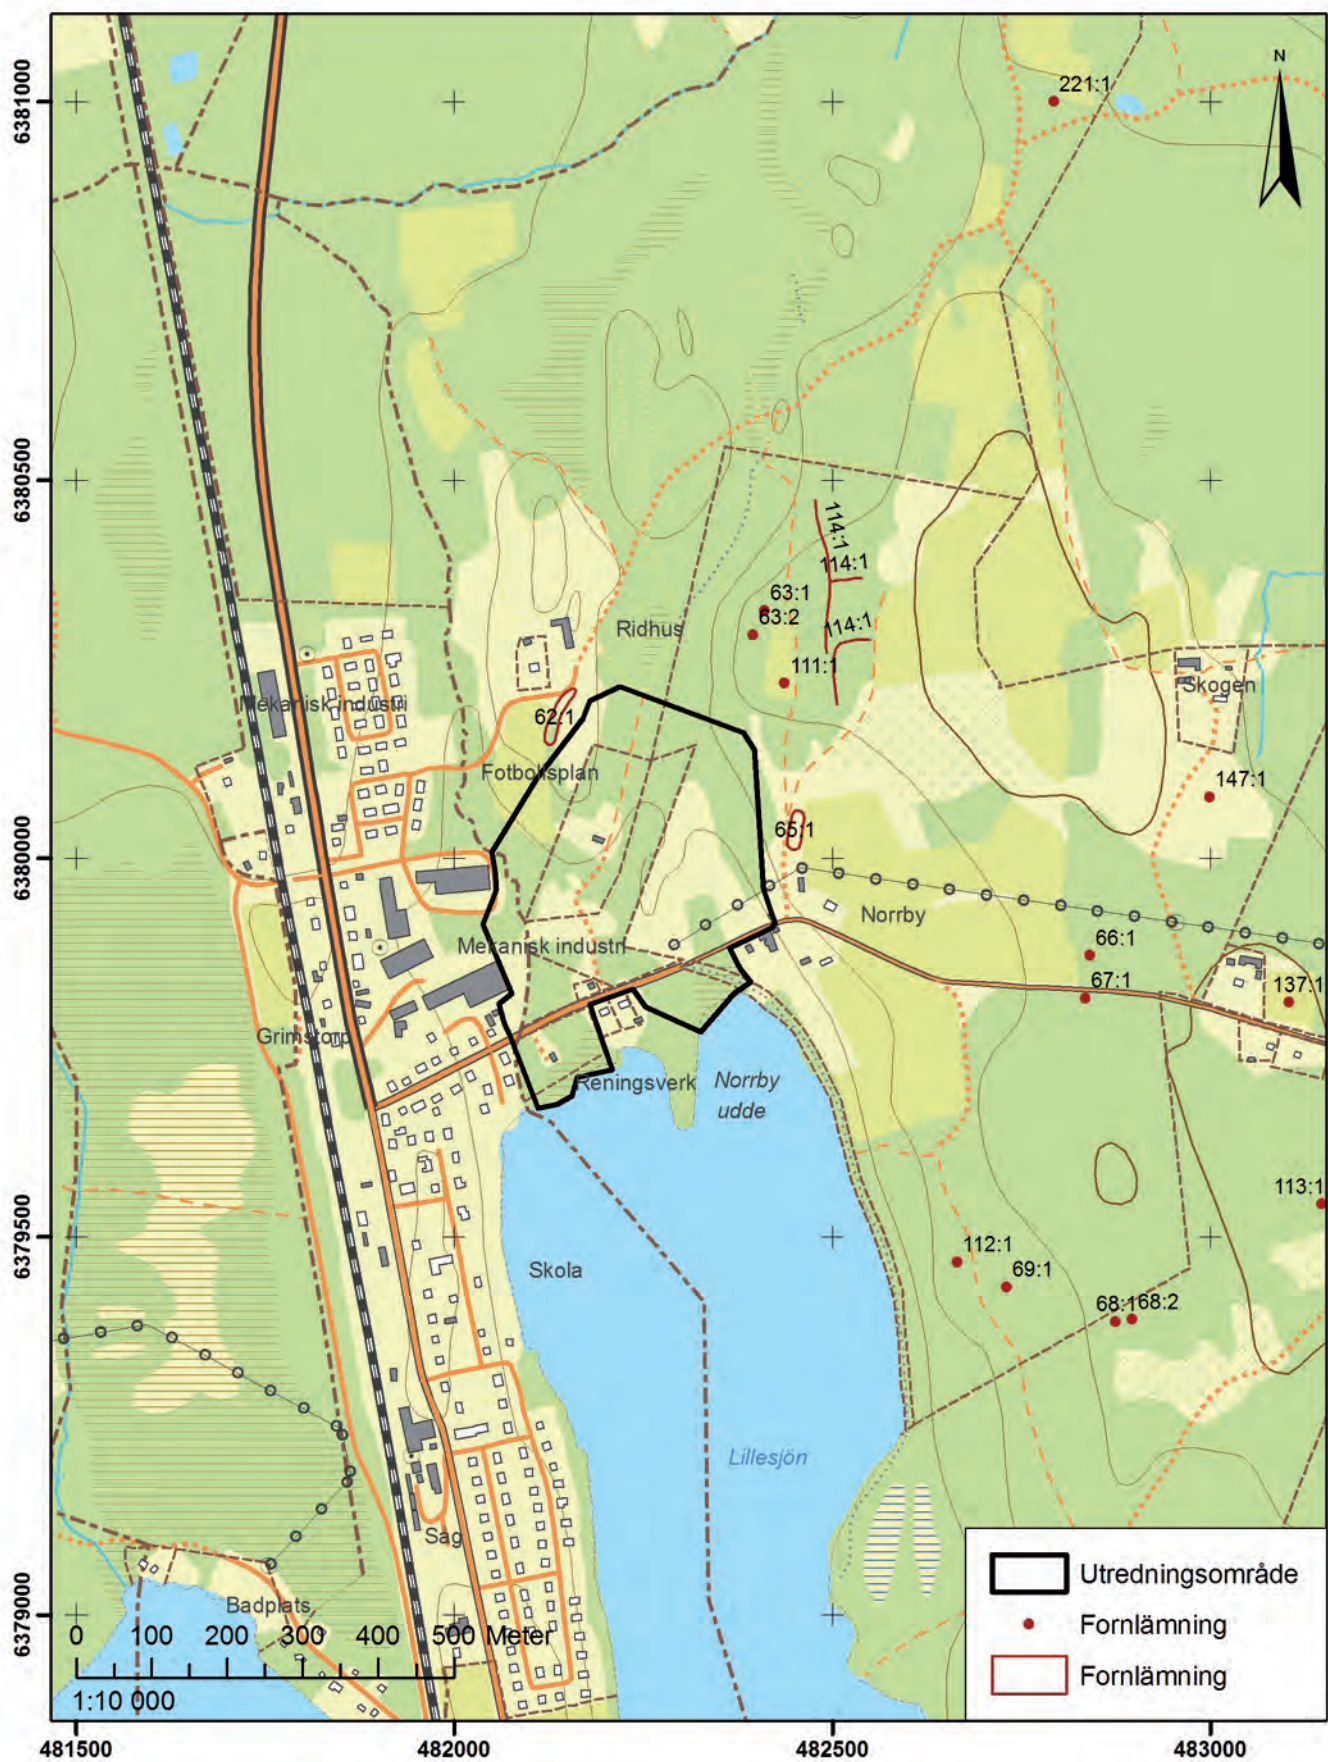 N
6381000
221:1
6380500
114:1
114:1
63:1
63:2
114:1
Ridhus
111:1
Skogen
Mekanisk industri
62:1
Fotbollsplan
147:1
65:1
6380000
Norrby
66:1
Mekanisk industri
67:1
137:1
Grimstorp
Reningsverk
Norrby
udde
113:1
6379500
112:1
Skola
69:1
68:1
68:2
Lillesjön
Såg
Badplats
6379000
0 100 200 300 400 500 Meter
1:10 000
Utredningsområde
Fornlämning
Fornlämning
481500 482000 482500 483000